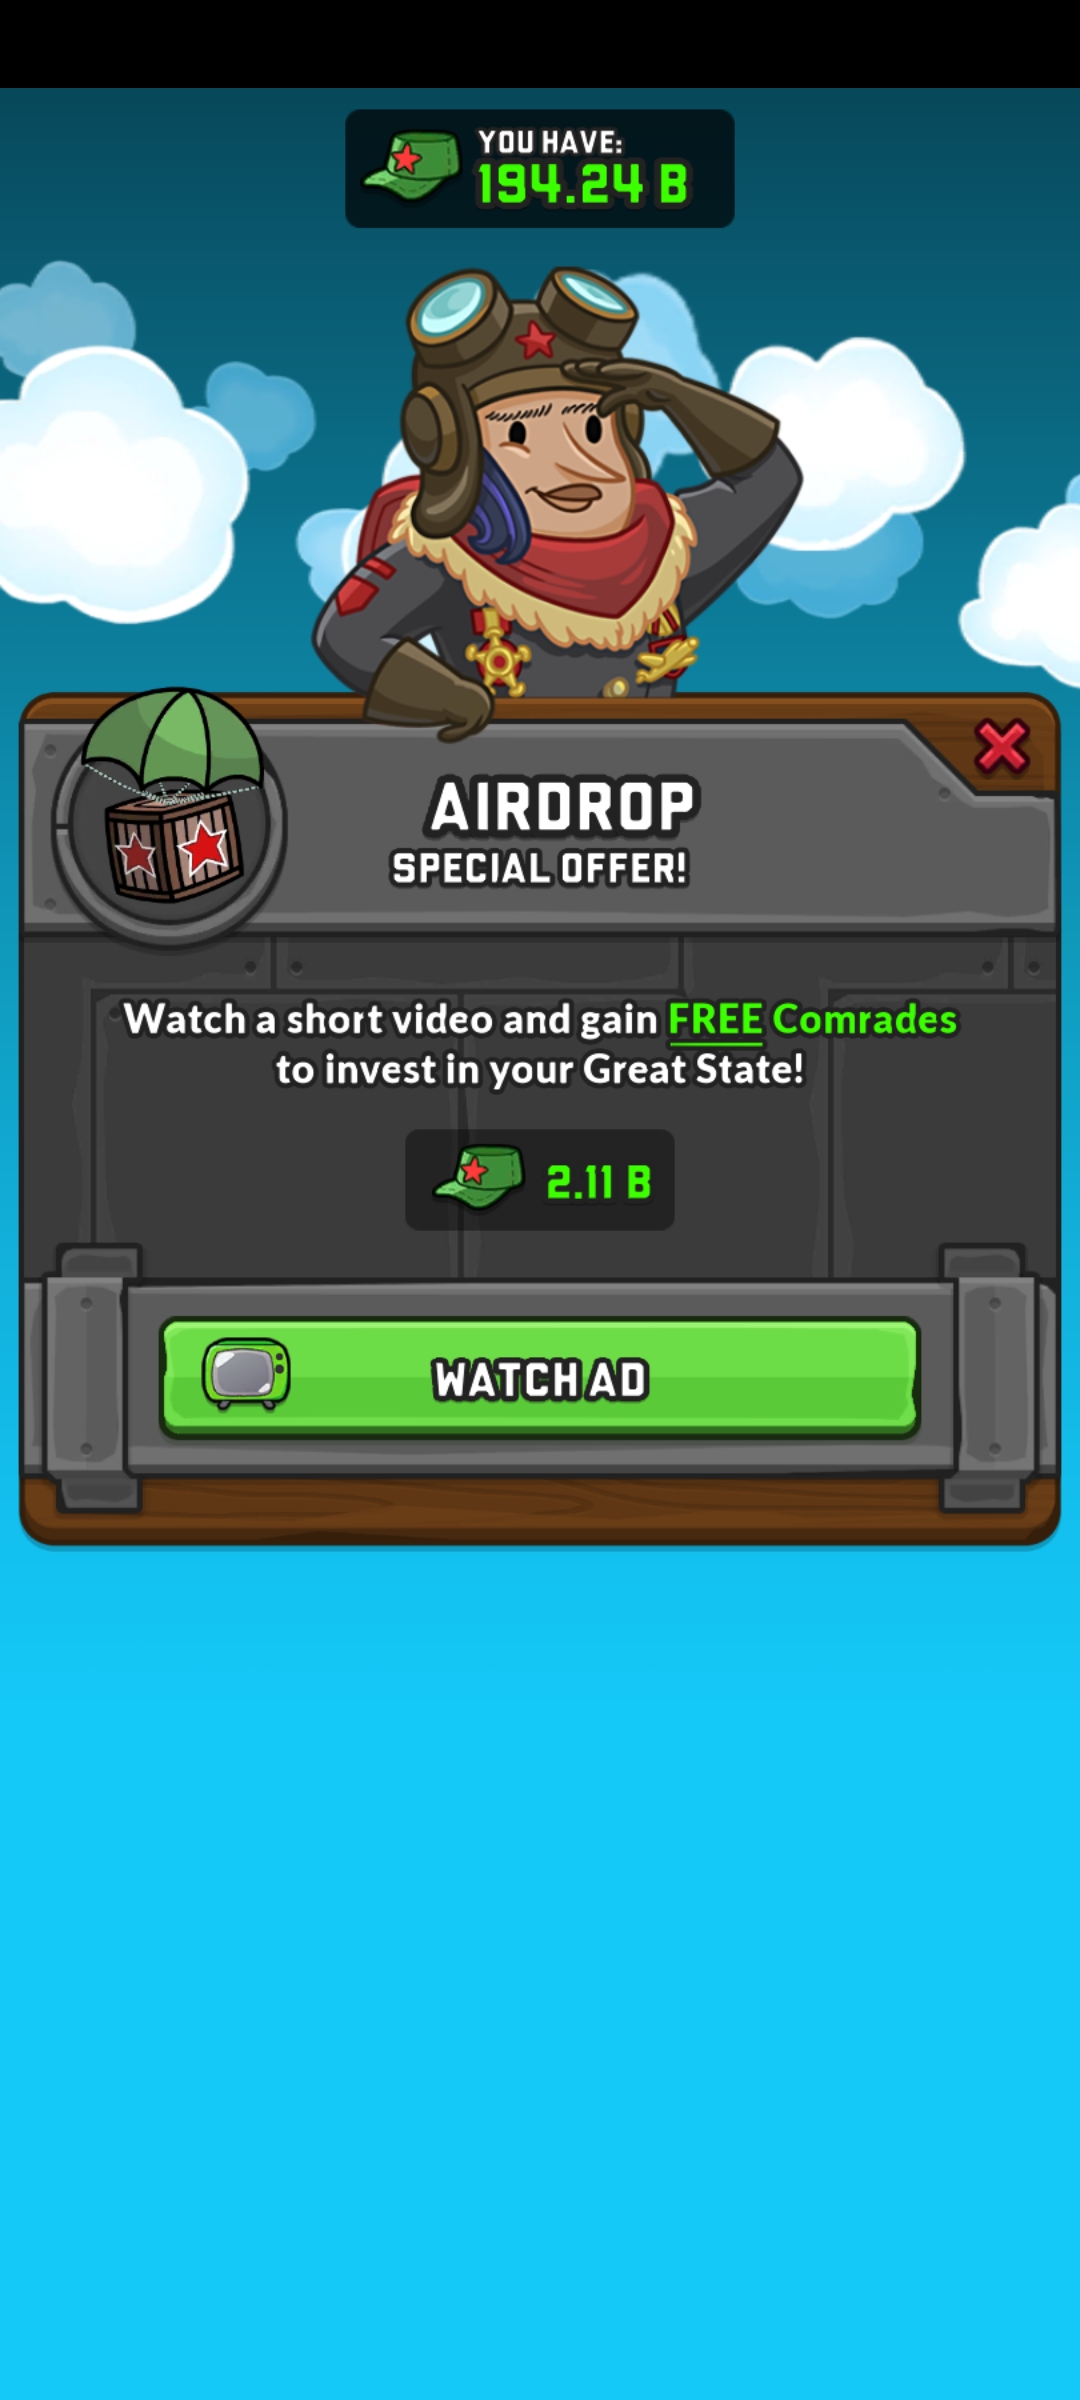 YOU HAVE:
194.24 B
AIRDROP
SPECIAL OFFER!
Watch a short video and gain FREE Comrades
to invest in your Great State!
2.11 B
WATCH AD